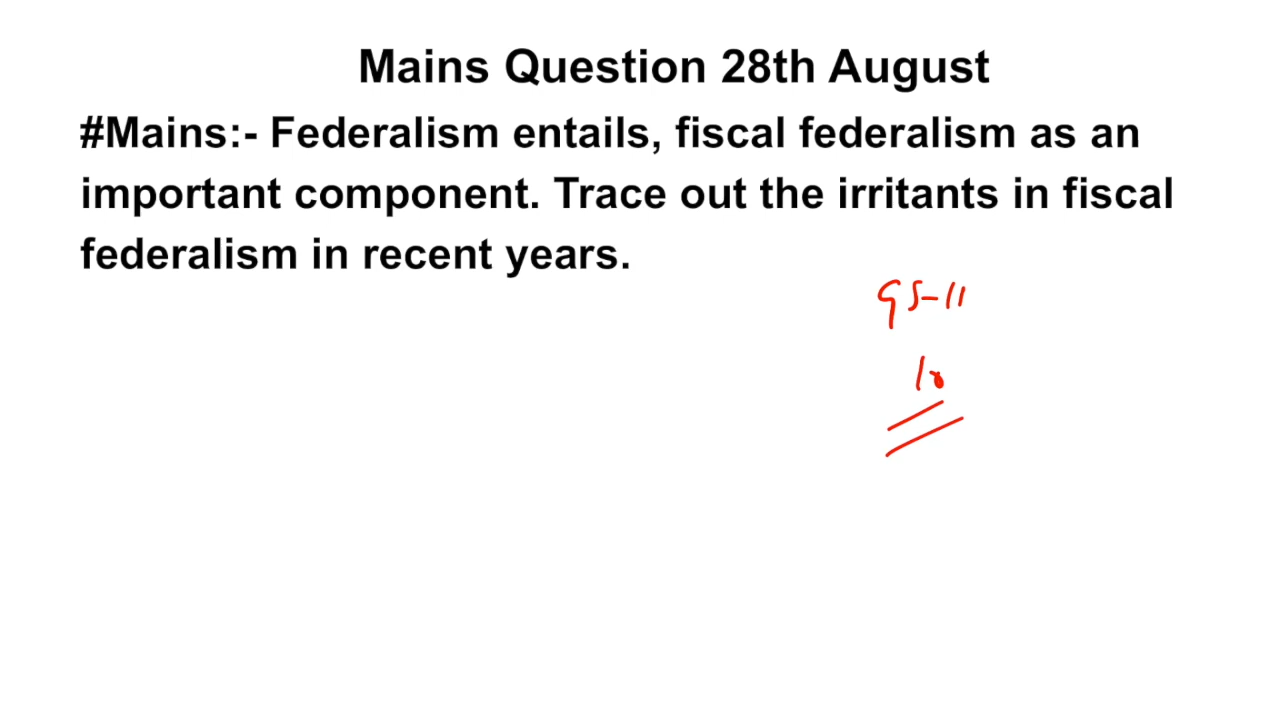 Mains Question 28th August
#Mains:- Federalism entails, fiscal federalism as an
important component. Trace out the irritants in fiscal
federalism in recent years.
GS-11
10